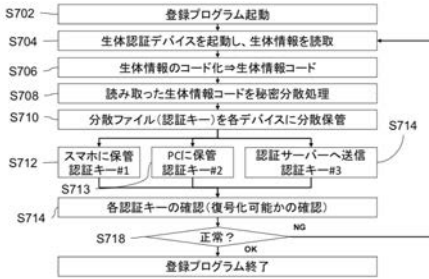 S702
登録プログラム起動
S704
生体認証デバイスを起動し、生体情報を読取
S706
生体情報のコード化⇒生体情報コード
S708
読み取った生体情報コードを秘密分散処理
S710
分散ファイル（認証キー）を各デバイスに分散保管
S714
S712
スマホに保管
認証キー#1
S713
PCに保管
認証キー#2
認証サーバーへ送信
認証キー#3
S714
各認証キーの確認（復号化可能かの確認）
S718
正常？
NG
OK
登録プログラム終了